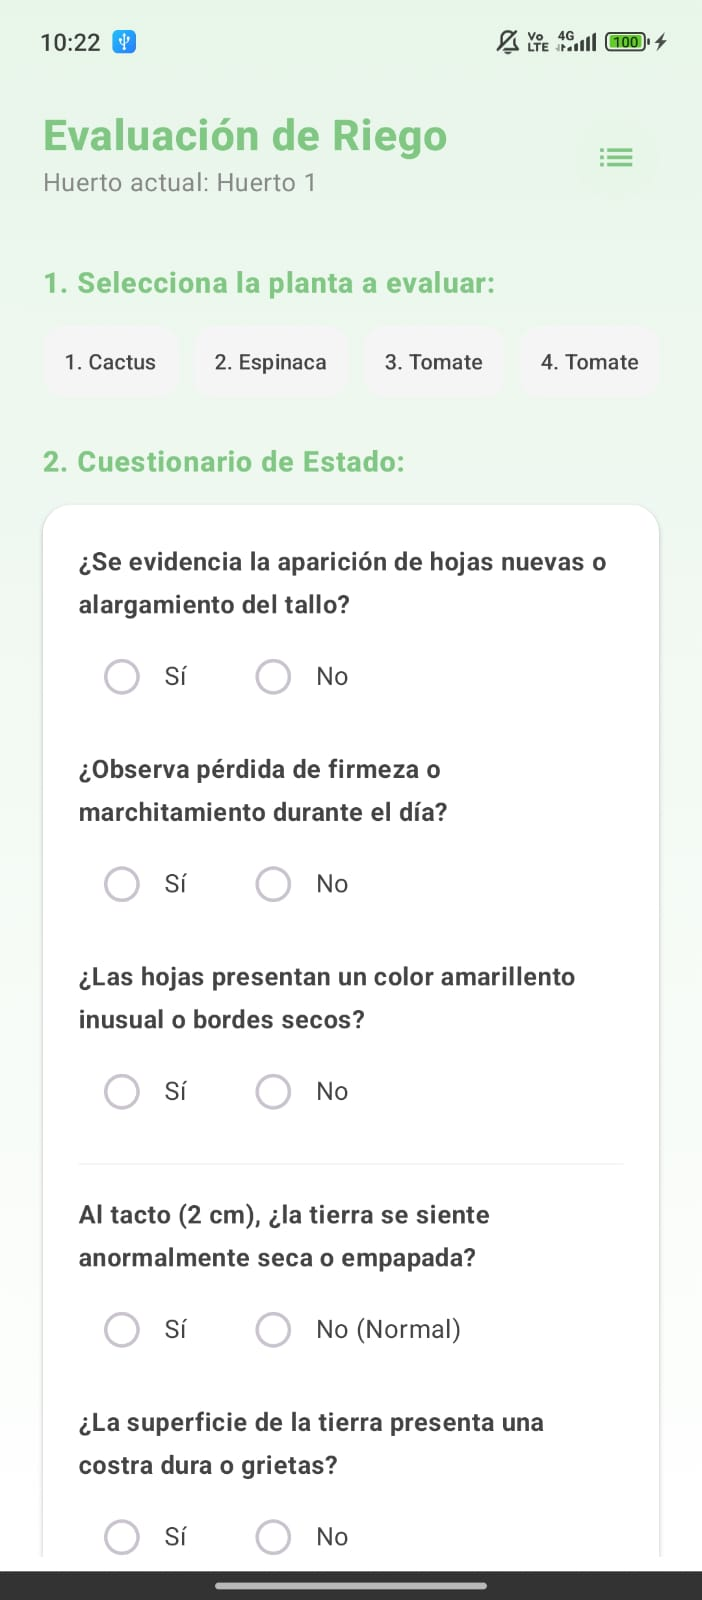 10:22
Vo LTE 4G 100
Evaluación de Riego
Huerto actual: Huerto 1
1. Selecciona la planta a evaluar:
1. Cactus 2. Espinaca 3. Tomate 4. Tomate
2. Cuestionario de Estado:
¿Se evidencia la aparición de hojas nuevas o
alargamiento del tallo?
Sí No
¿Observa pérdida de firmeza o
marchitamiento durante el día?
Sí No
¿Las hojas presentan un color amarillento
inusual o bordes secos?
Sí No
Al tacto (2 cm), ¿la tierra se siente
anormalmente seca o empapada?
Sí No (Normal)
¿La superficie de la tierra presenta una
costra dura o grietas?
Sí No